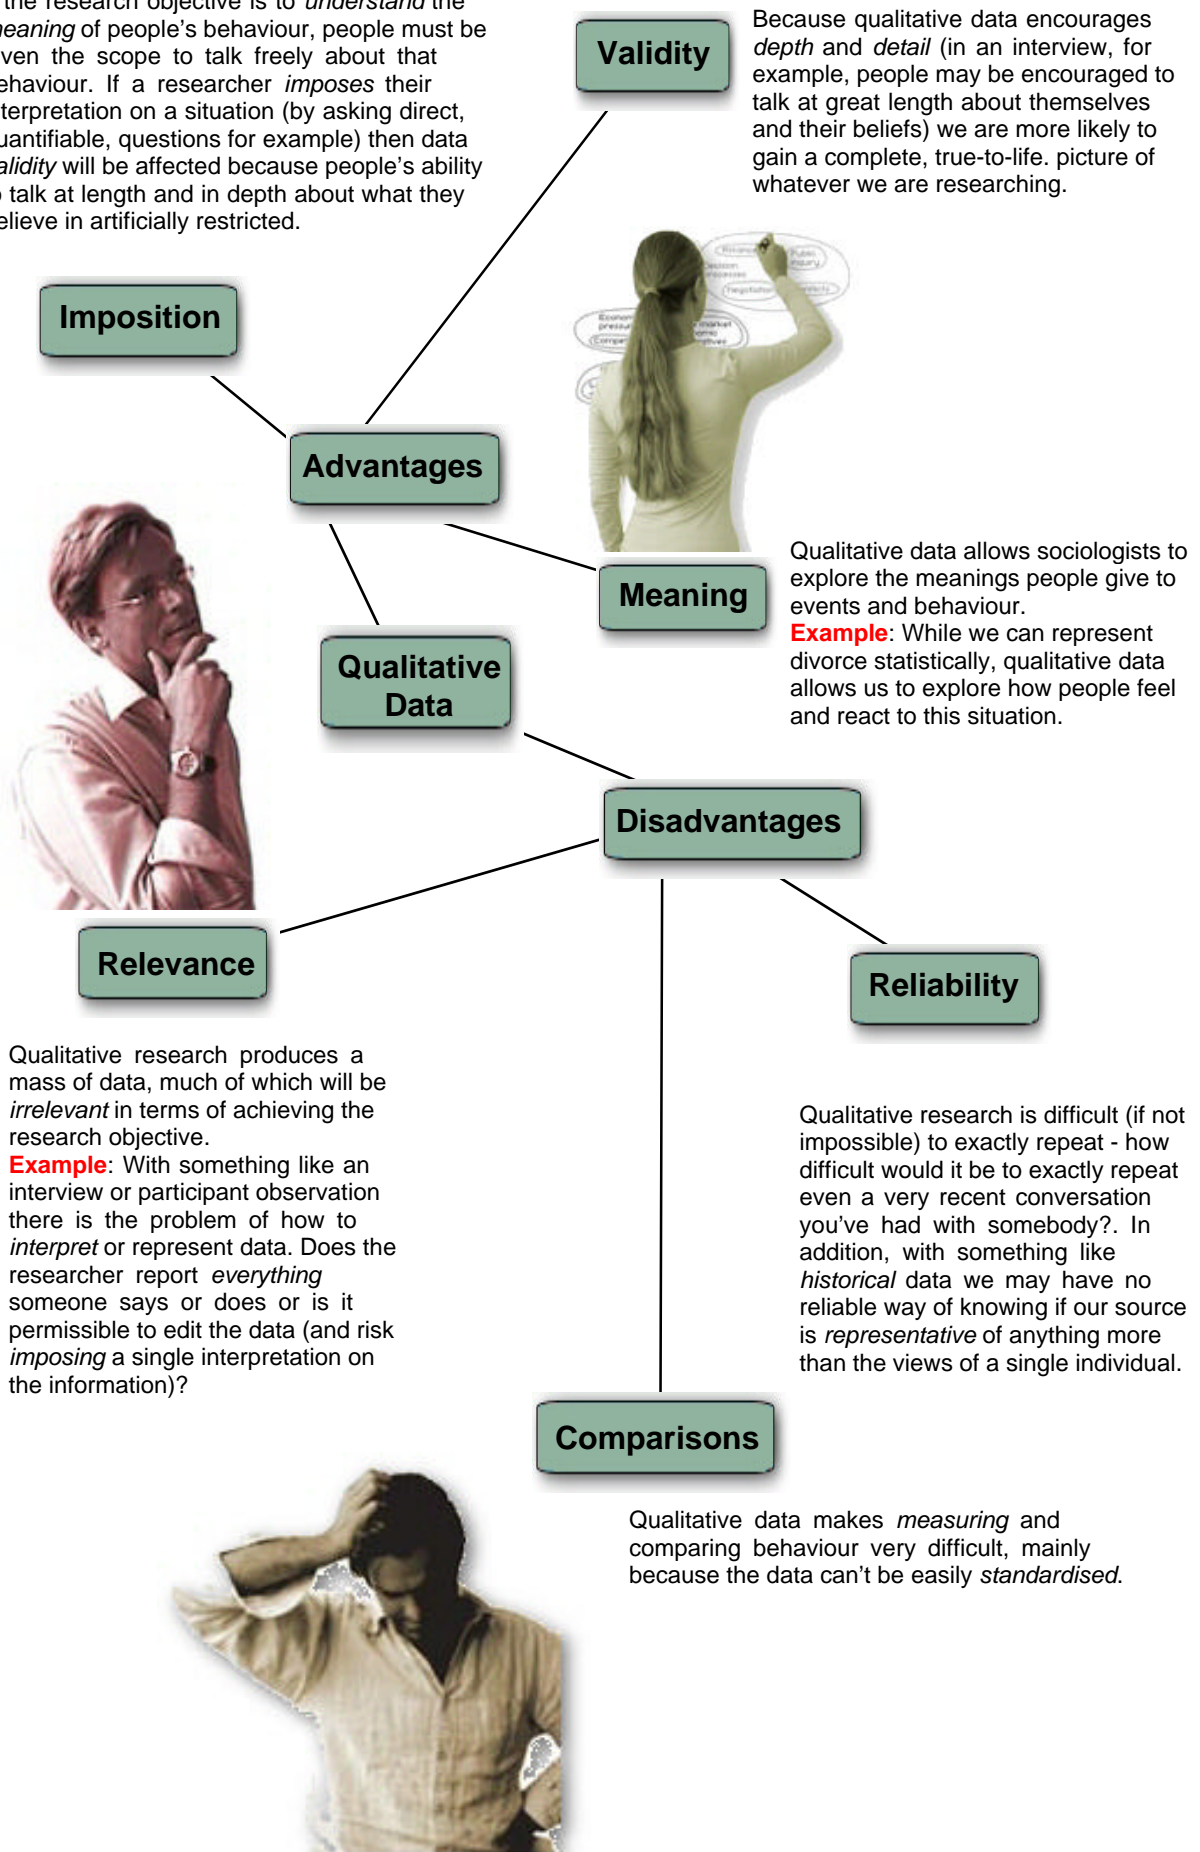 the research objective is to understand the
of people's behaviour, people must be
the scope to talk freely about that
If a researcher imposes their
on a situation (by asking direct,
questions for example) then data
will be affected because people's ability
talk at length and in depth about what they
in artificially restricted.
Validity
Because qualitative data encourages
depth and detail (in an interview, for
example, people may be encouraged to
talk at great length about themselves
and their beliefs) we are more likely to
gain a complete, true-to-life. picture of
whatever we are researching.
Imposition
Advantages
Meaning
Qualitative data allows sociologists to
explore the meanings people give to
events and behaviour.
Example: While we can represent
divorce statistically, qualitative data
allows us to explore how people feel
and react to this situation.
Qualitative
Data
Disadvantages
Relevance
Qualitative research produces a
mass of data, much of which will be
irrelevant in terms of achieving the
research objective.
Example: With something like an
interview or participant observation
there is the problem of how to
interpret or represent data. Does the
researcher report everything
someone says or does or is it
permissible to edit the data (and risk
imposing a single interpretation on
the information)?
Reliability
Qualitative research is difficult (if not
impossible) to exactly repeat - how
difficult would it be to exactly repeat
even a very recent conversation
you've had with somebody?. In
addition, with something like
historical data we may have no
reliable way of knowing if our source
is representative of anything more
than the views of a single individual.
Comparisons
Qualitative data makes measuring and
comparing behaviour very difficult, mainly
because the data can't be easily standardised.